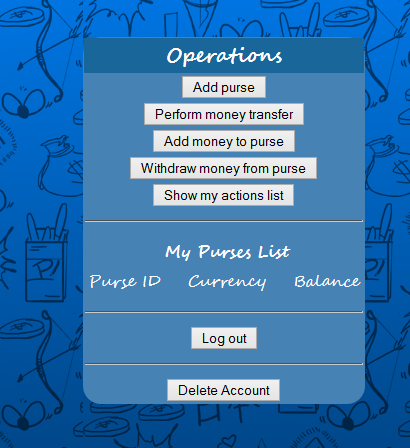 Operations
Add purse
Perform money transfer
Add money to purse
Withdraw money from purse
Show my actions list
My Purses List
Purse ID Currency Balance
Log out
Delete Account